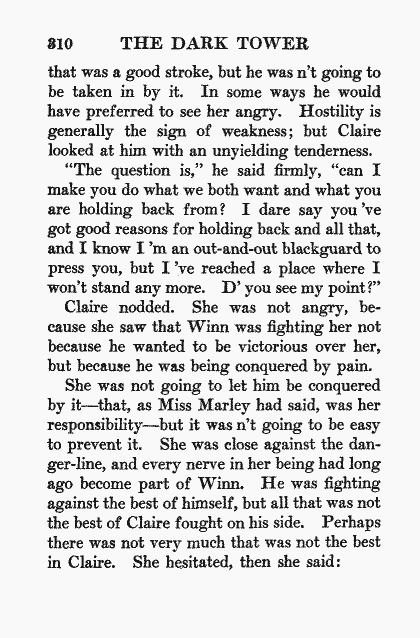 310 THE DARK TOWER
that was a good stroke, but he was n't going to
be taken in by it. In some ways he would
have preferred to see her angry. Hostility is
generally the sign of weakness; but Claire
looked at him with an unyielding tenderness.
"The question is," he said firmly, "can I
make you do what we both want and what you
are holding back from? I dare say you 've
got good reasons for holding back and all that,
and I know I 'm an out-and-out blackguard to
press you, but I 've reached a place where I
won't stand any more. D' you see my point?"
Claire nodded. She was not angry, be-
cause she saw that Winn was fighting her not
because he wanted to be victorious over her,
but because he was being conquered by pain.
She was not going to let him be conquered
by it—that, as Miss Marley had said, was her
responsibility—but it was n't going to be easy
to prevent it. She was close against the dan-
ger-line, and every nerve in her being had long
ago become part of Winn. He was fighting
against the best of himself, but all that was not
the best of Claire fought on his side. Perhaps
there was not very much that was not the best
in Claire. She hesitated, then she said: